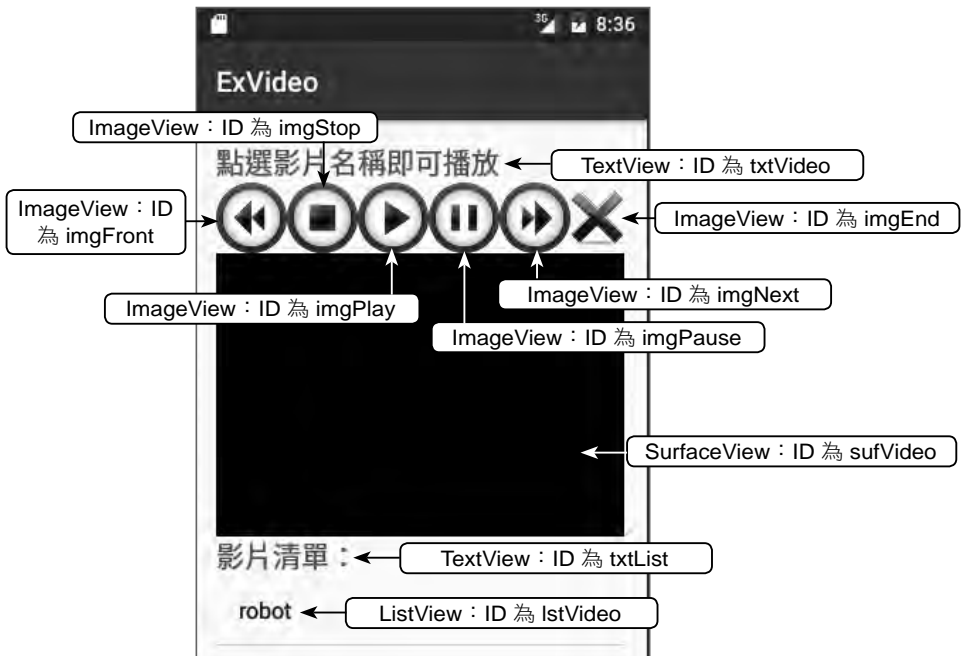 3G 8:36
ExVideo
ImageView：ID 為 imgStop
點選影片名稱即可播放
TextView：ID 為 txtVideo
ImageView：ID
為 imgFront
ImageView：ID 為 imgEnd
ImageView：ID 為 imgPlay
ImageView：ID 為 imgNext
ImageView：ID 為 imgPause
SurfaceView：ID 為 sufVideo
影片清單：
TextView：ID 為 txtList
robot
ListView：ID 為 lstVideo